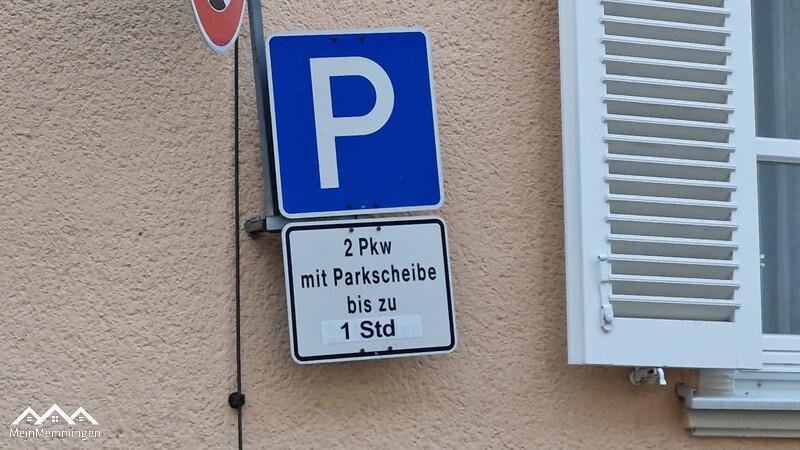 P
2 Pkw
mit Parkscheibe
bis zu
1 Std
MeinMemmingen